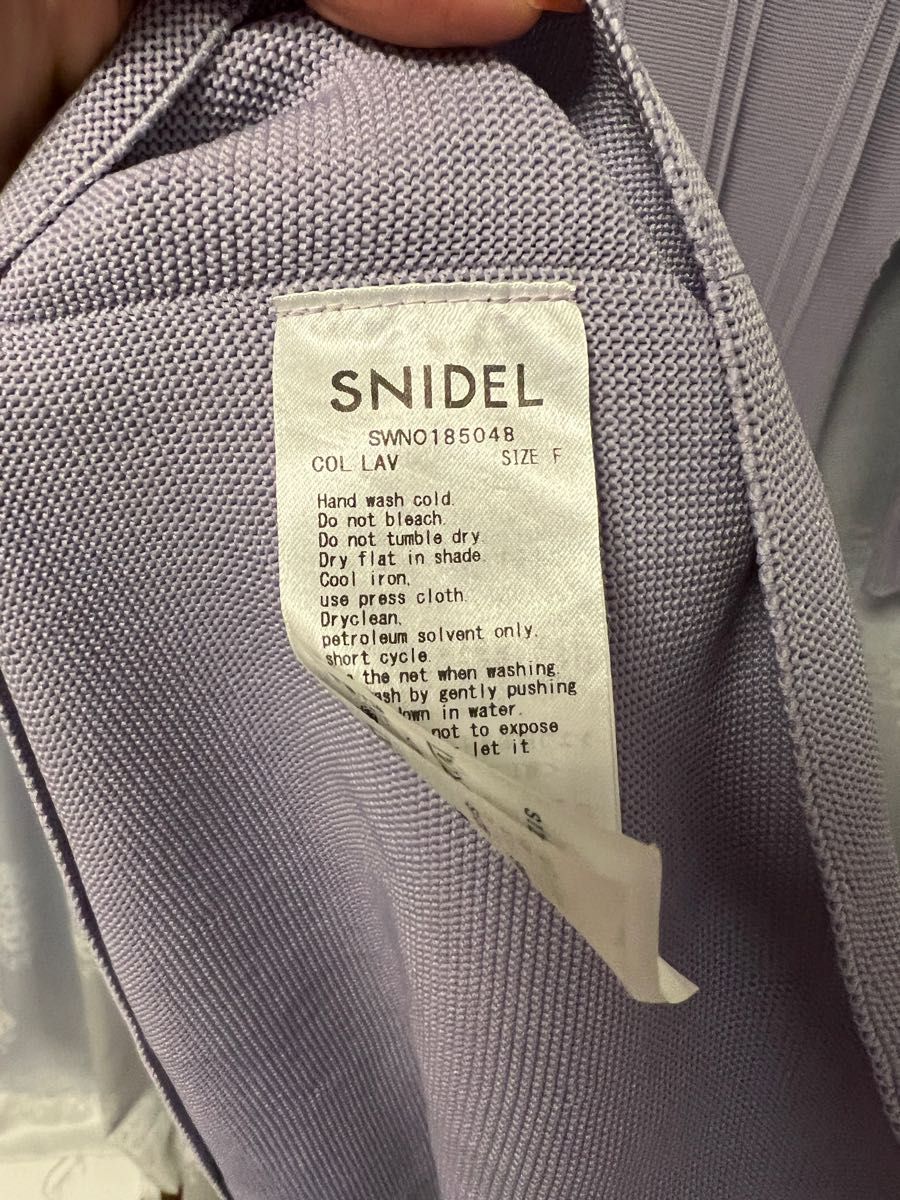 SNIDEL
SWNO185048
COL LAV SIZE F
Hand wash cold.
Do not bleach.
Do not tumble dry
Dry flat in shade.
Cool iron,
use press cloth.
Dryclean,
petroleum solvent only.
short cycle.
the net when washing.
by gently pushing
in water.
not to expose
let it